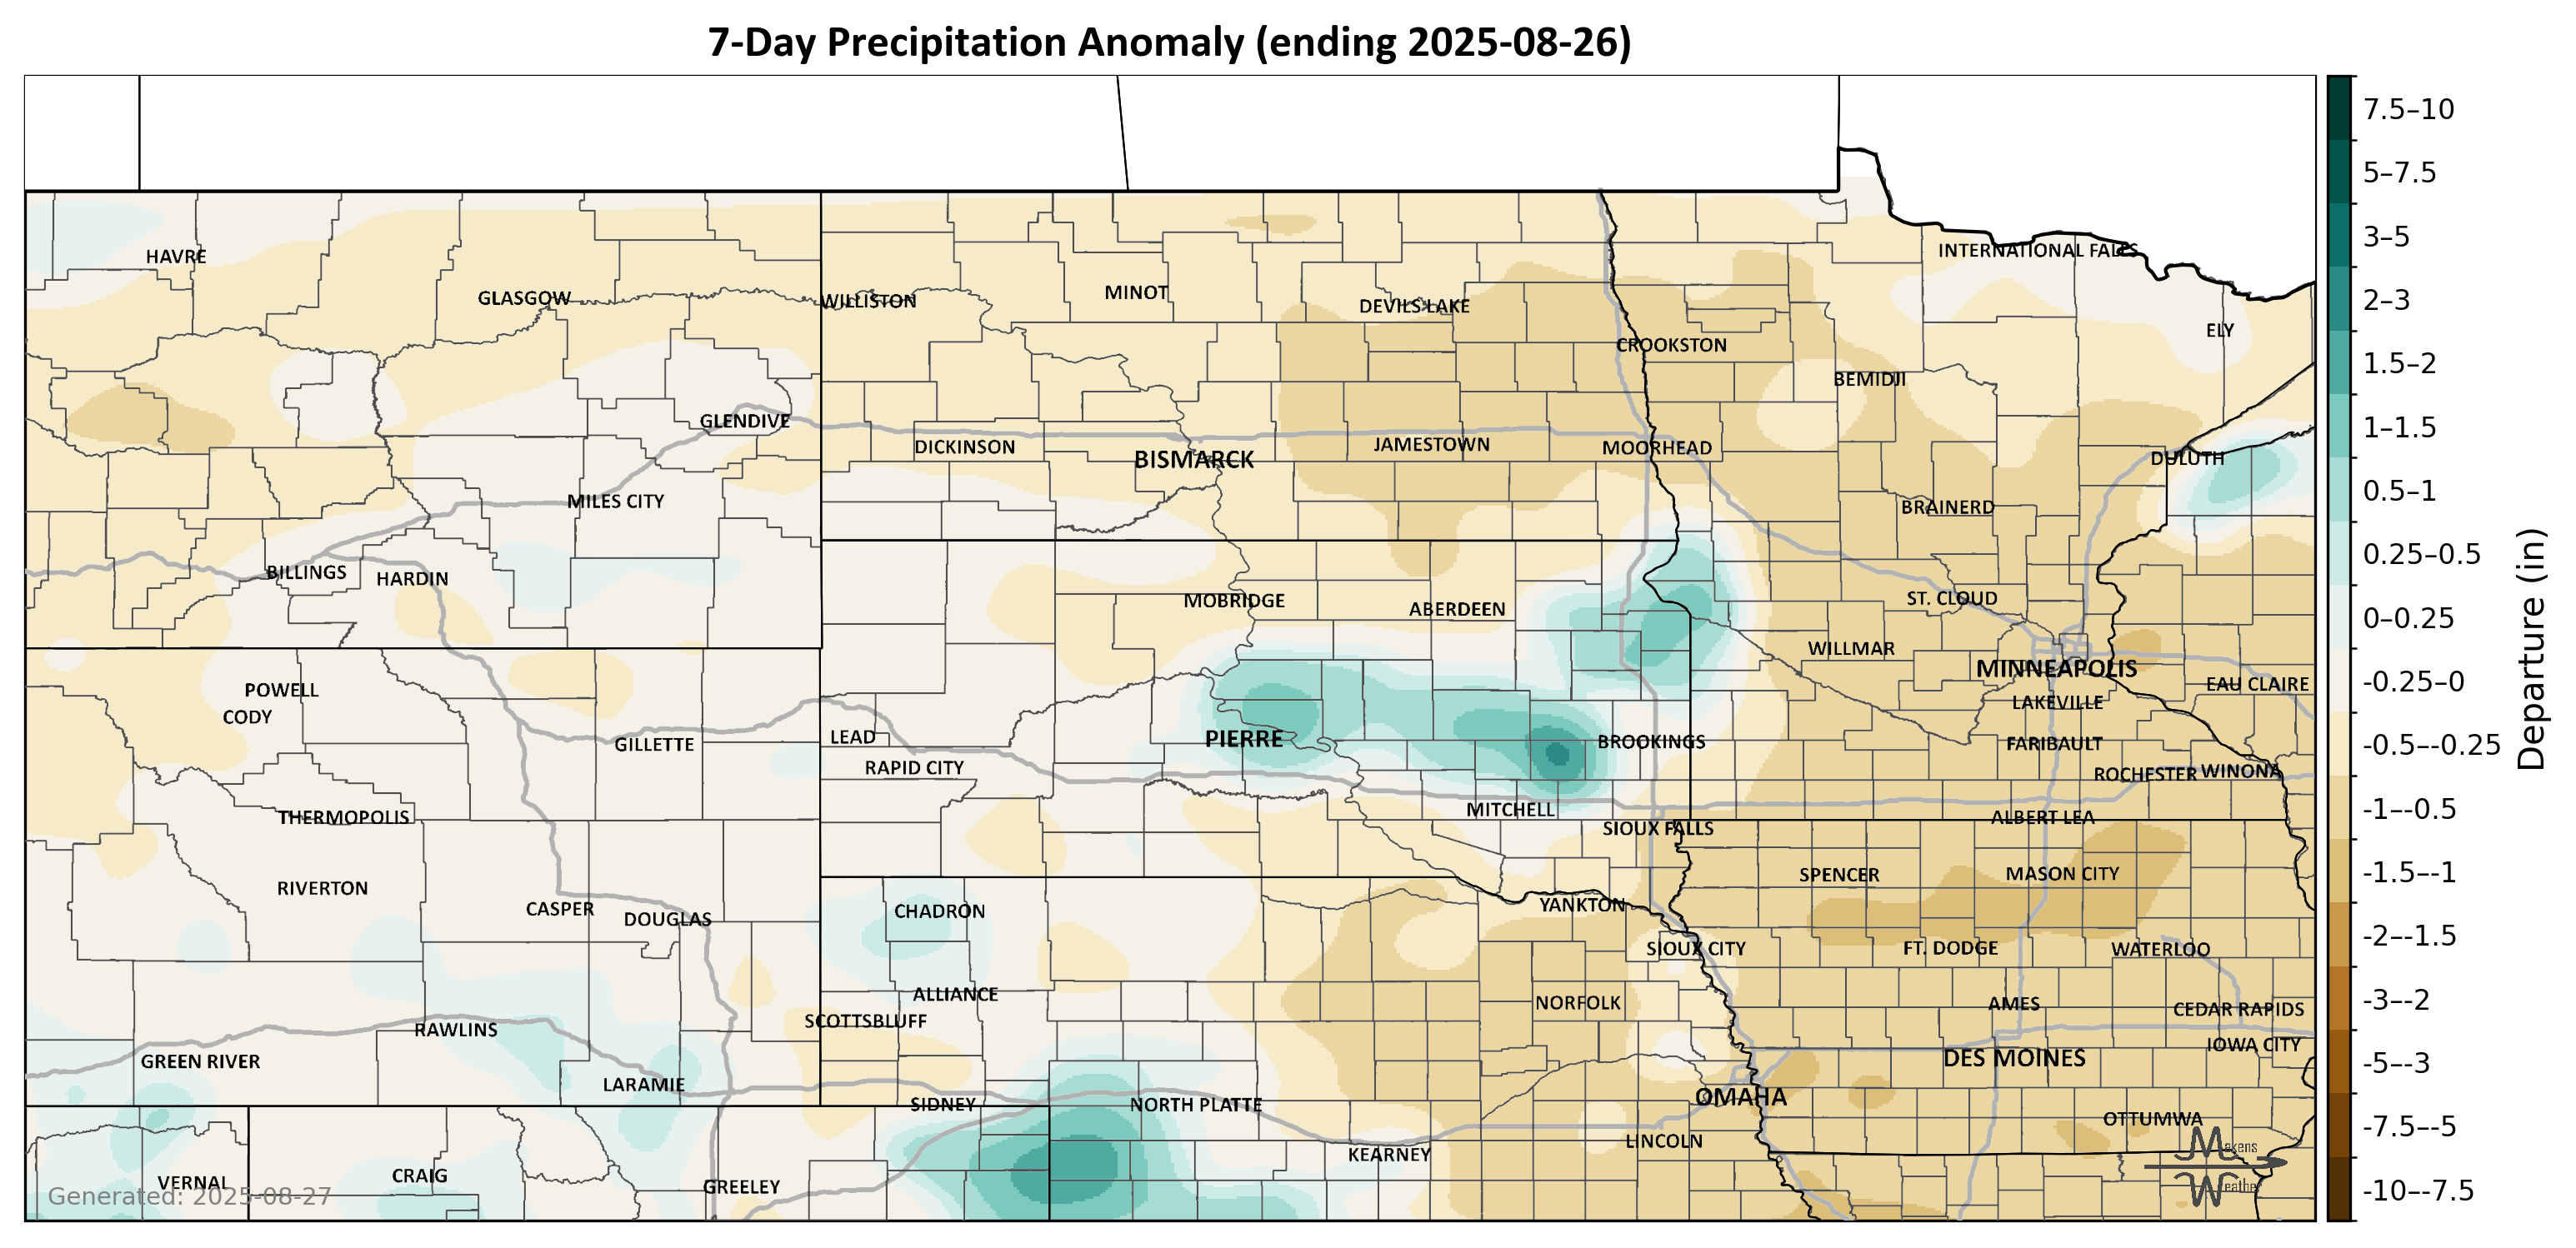 7-Day Precipitation Anomaly (ending 2025-08-26)
HAVRE
GLASGOW
WILLISTON
MINOT
DEVILS LAKE
INTERNATIONAL FALLS
ELY
CROOKSTON
BEMIDJI
GLENDIVE
DICKINSON
BISMARCK
JAMESTOWN
MOORHEAD
DULUTH
MILES CITY
BRAINERD
BILLINGS
HARDIN
MOBRIDGE
ABERDEEN
ST. CLOUD
WILLMAR
MINNEAPOLIS
EAU CLAIRE
LAKEVILLE
POWELL
CODY
GILLETTE
LEAD
PIERRE
BROOKINGS
FARIBAULT
RAPID CITY
ROCHESTER
WINONA
THERMOPOLIS
MITCHELL
SIOUX FALLS
ALBERT LEA
RIVERTON
CASPER
DOUGLAS
CHADRON
YANKTON
SPENCER
MASON CITY
SIOUX CITY
FT. DODGE
WATERLOO
ALLIANCE
SCOTTSBLUFF
NORFOLK
AMES
CEDAR RAPIDS
RAWLINS
GREEN RIVER
DES MOINES
IOWA CITY
LARAMIE
SIDNEY
NORTH PLATTE
OMAHA
OTTUMWA
LINCOLN
KEARNEY
VERNAL
CRAIG
GREELEY
Generated: 2025-08-27
Makens
Weather
7.5–10
5–7.5
3–5
2–3
1.5–2
1–1.5
0.5–1
0.25–0.5
0–0.25
-0.25–0
-0.5–-0.25
-1–-0.5
-1.5–-1
-2–-1.5
-3–-2
-5–-3
-7.5–-5
-10–-7.5
Departure (in)